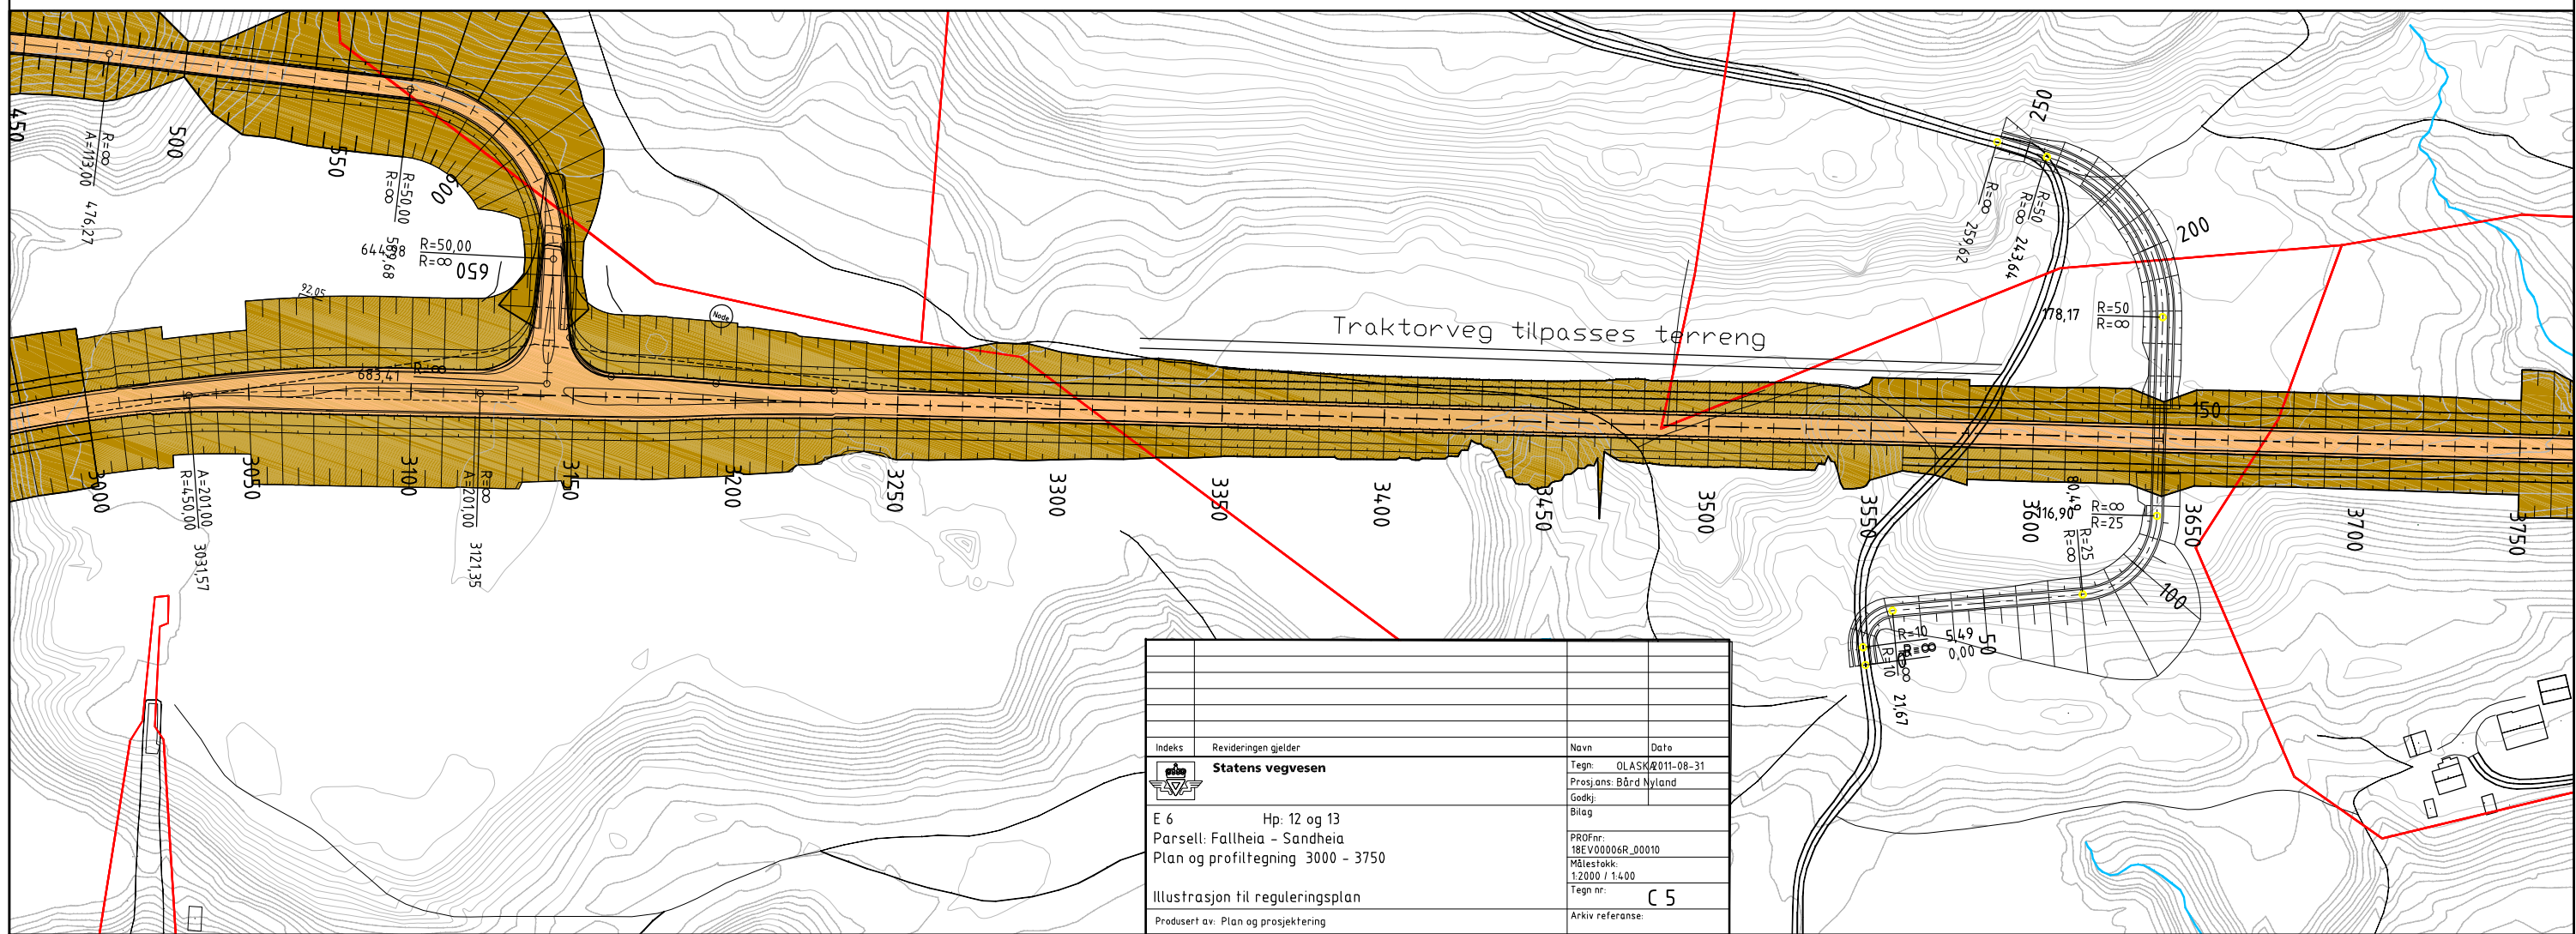 450
R=∞
A=113,00
476,27
500
550
R=50,00
R=∞
589,68
600
644,88
R=50,00
R=∞
650
92,05
Node
683,41
R=∞
Traktorveg tilpasses terreng
250
R=∞
259,62
R=50
R=∞
243,64
200
178,17
R=50
R=∞
150
3000
A=201,00
R=450,00
3031,57
3050
3100
R=∞
A=201,00
3121,35
3150
3200
3250
3300
3350
3400
3450
3500
3550
3600
3650
3700
3750
116,90
R=∞
R=25
80,49
R=25
R=∞
100
50
R=10
R=∞
5,49
0,00
R=10
R=∞
21,67
Indeks Revideringen gjelder Navn Dato
Statens vegvesen
Tegn: OLASKA 2011-08-31
Prosj.ans: Bård Nyland
Godkj:
E 6 Hp: 12 og 13
Parsell: Fallheia - Sandheia
Plan og profiltegning 3000 - 3750
Illustrasjon til reguleringsplan
Produsert av: Plan og prosjektering
Bilag
PROFnr:
18EV00006R_00010
Målestokk:
1:2000 / 1:400
Tegn nr:
C 5
Arkiv referanse: